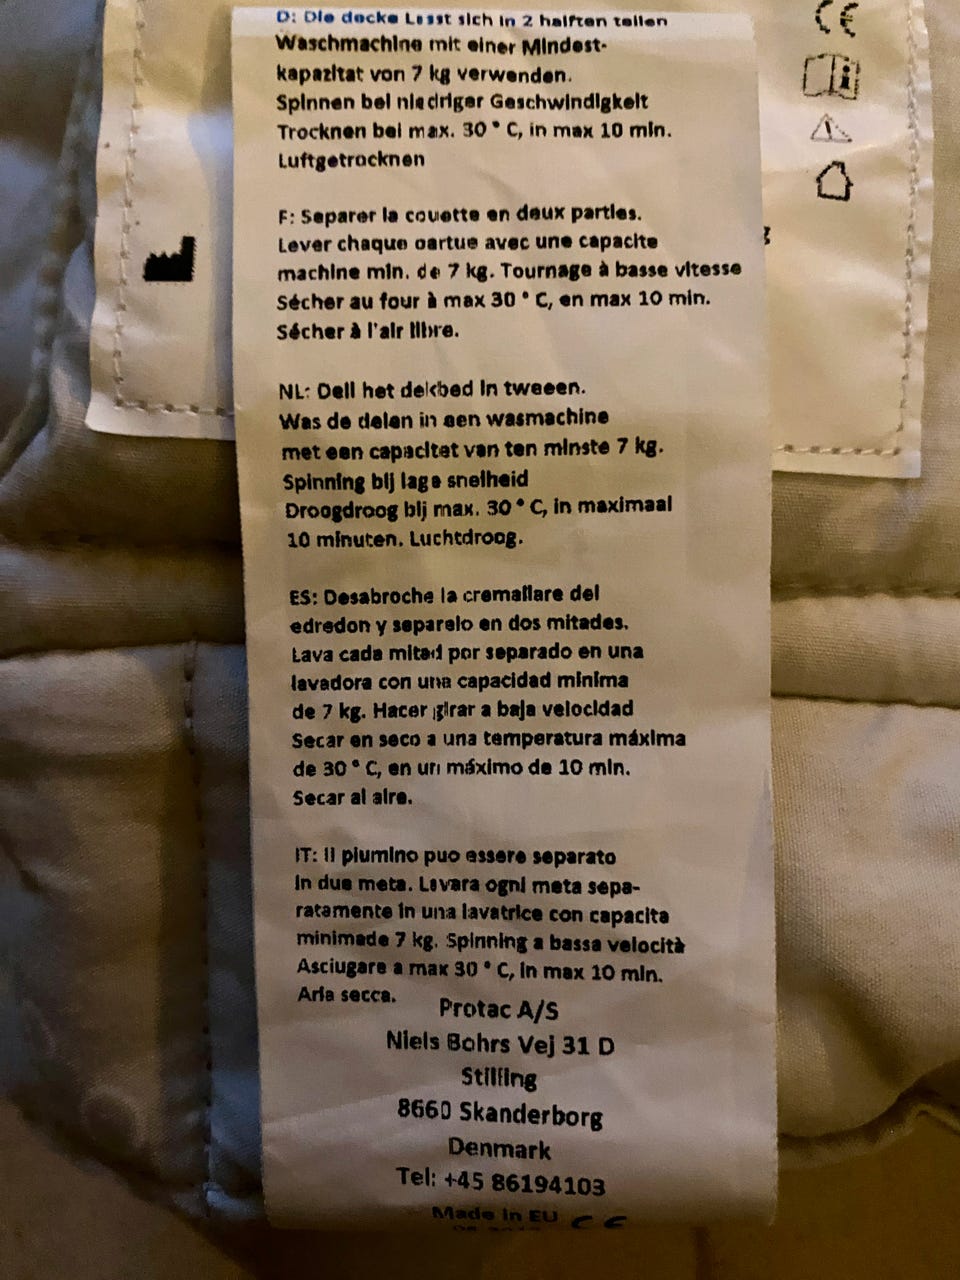 D: Die decke Lesst sich in 2 halften teilen
Waschmachine mit einer Mindest-
kapazitat von 7 kg verwenden.
Spinnen bei niedriger Geschwindigkeit
Trocknen bei max. 30 ° C, in max 10 min.
Luftgetrocknen
F: Separer la couette en deux parties.
Lever chaque oartue avec une capacite
machine min. de 7 kg. Tournage à basse vitesse
Sécher au four à max 30 ° C, en max 10 min.
Sécher à l'air libre.
NL: Deil het dekbed in tweeen.
Was de delen in een wasmachine
met een capacitet van ten minste 7 kg.
Spinning bij lage snelheid
Droogdroog bij max. 30 ° C, in maximaal
10 minuten. Luchtdroog.
ES: Desabroche la cremallare del
edredon y separelo en dos mitades.
Lava cada mitad por separado en una
lavadora con una capacidad minima
de 7 kg. Hacer girar a baja velocidad
Secar en seco a una temperatura máxima
de 30 ° C, en un máximo de 10 min.
Secar al aire.
IT: Il piumino puo essere separato
in due meta. Lavara ogni meta sepa-
ratamente in una lavatrice con capacita
minimade 7 kg. Spinning a bassa velocità
Asciugare a max 30 ° C, in max 10 min.
Aria secca.
Protac A/S
Niels Bohrs Vej 31 D
Stilling
8660 Skanderborg
Denmark
Tel: +45 86194103
Made in EU CE
CE